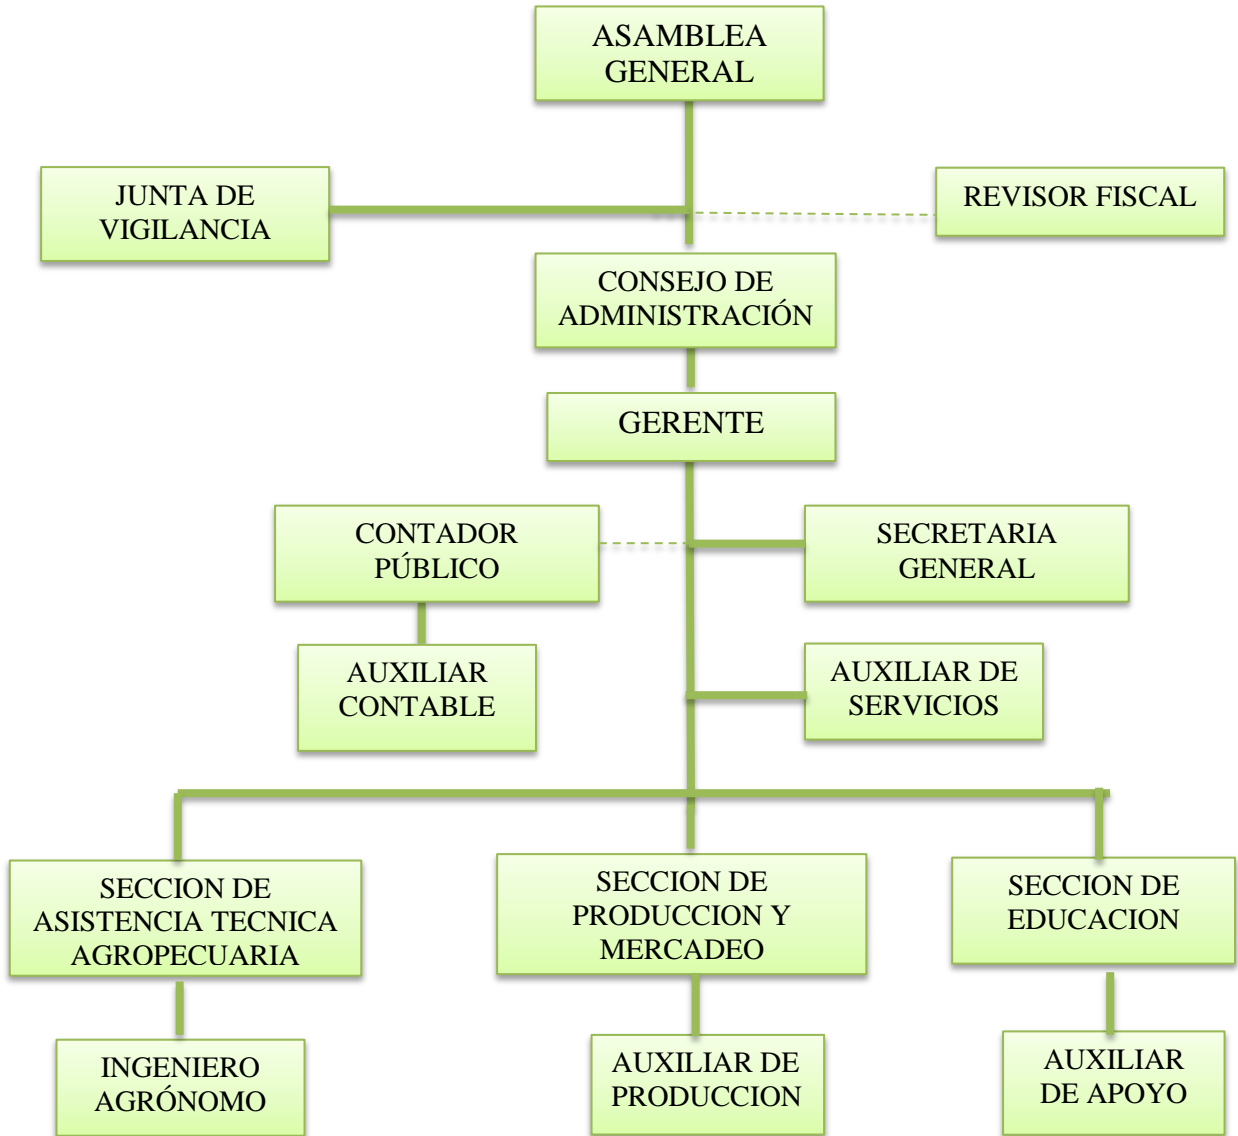 ASAMBLEA
GENERAL
JUNTA DE
VIGILANCIA
REVISOR FISCAL
CONSEJO DE
ADMINISTRACIÓN
GERENTE
CONTADOR
PÚBLICO
SECRETARIA
GENERAL
AUXILIAR
CONTABLE
AUXILIAR DE
SERVICIOS
SECCION DE
ASISTENCIA TECNICA
AGROPECUARIA
SECCION DE
PRODUCCION Y
MERCADEO
SECCION DE
EDUCACION
INGENIERO
AGRÓNOMO
AUXILIAR DE
PRODUCCION
AUXILIAR
DE APOYO